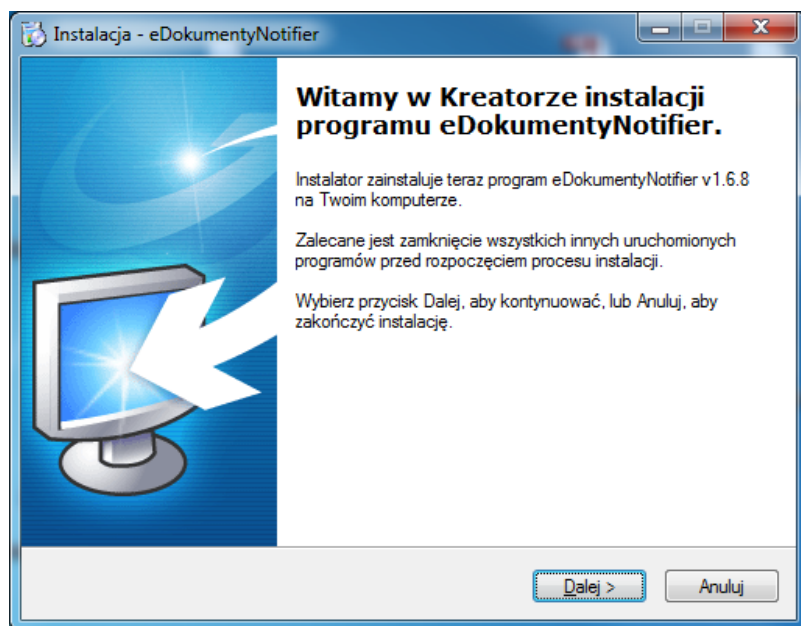 Instalacja - eDokumentyNotifier
Witamy w Kreatorze instalacji
programu eDokumentyNotifier.
Instalator zainstaluje teraz program eDokumentyNotifier v1.6.8
na Twoim komputerze.
Zalecane jest zamknięcie wszystkich innych uruchomionych
programów przed rozpoczęciem procesu instalacji.
Wybierz przycisk Dalej, aby kontynuować, lub Anuluj, aby
zakończyć instalację.
Dalej >
Anuluj